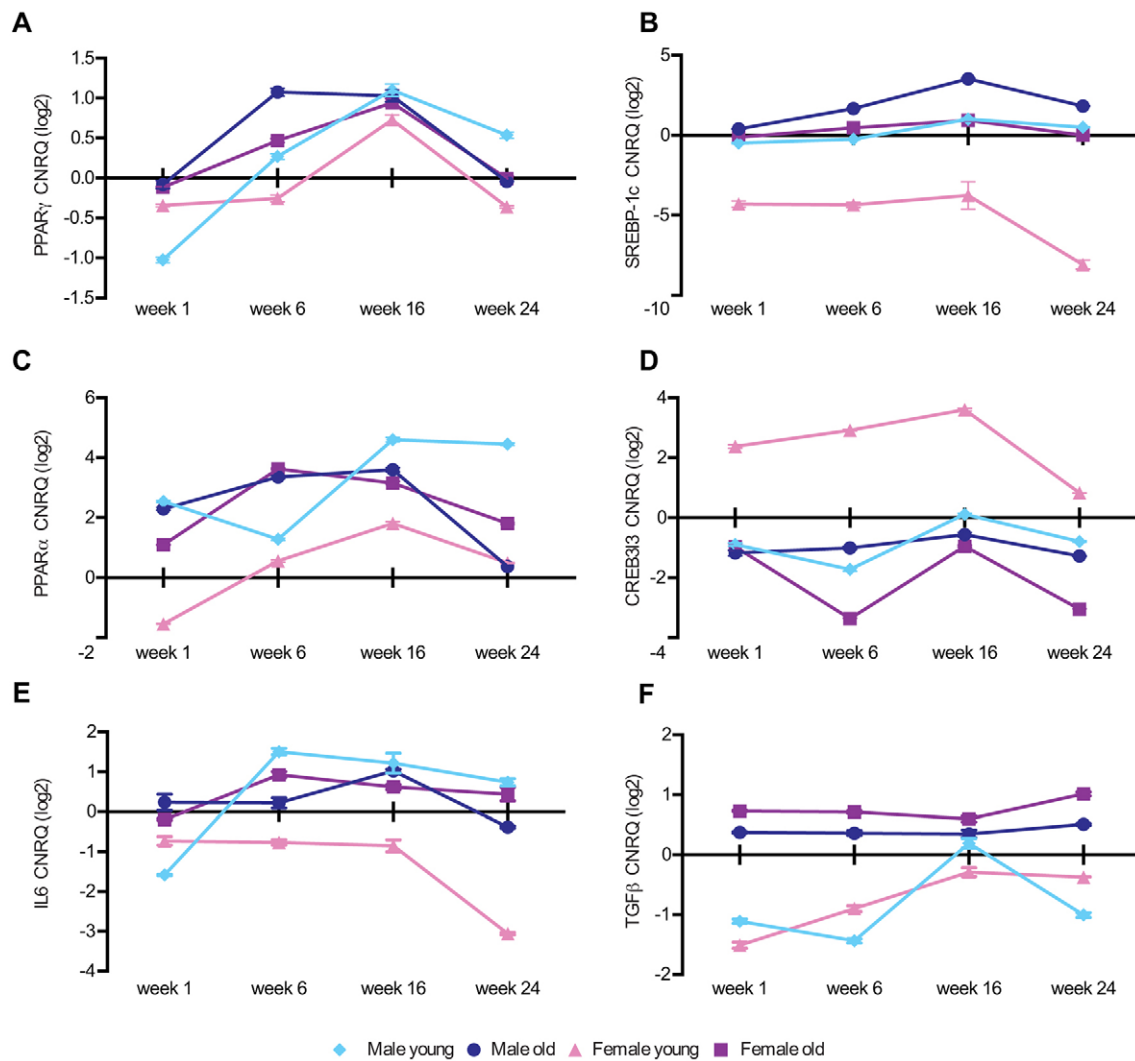 A
PPARγ CNRQ (log2)
1.5
1.0
0.5
0.0
-0.5
-1.0
-1.5
week 1 week 6 week 16 week 24
B
SREBP-1c CNRQ (log2)
5
0
-5
-10
week 1 week 6 week 16 week 24
C
PPARα CNRQ (log2)
6
4
2
0
-2
week 1 week 6 week 16 week 24
D
CREB3l3 CNRQ (log2)
4
2
0
-2
-4
week 1 week 6 week 16 week 24
E
IL6 CNRQ (log2)
2
1
0
-1
-2
-3
-4
week 1 week 6 week 16 week 24
F
TGFβ CNRQ (log2)
2
1
0
-1
-2
week 1 week 6 week 16 week 24
Male young Male old Female young Female old